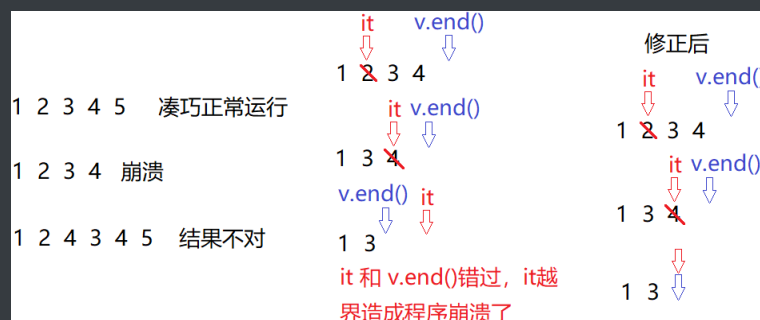 1 2 3 4 5 凑巧正常运行
1 2 3 4 崩溃
1 2 4 3 4 5 结果不对
it v.end()
1 2 3 4
it v.end()
1 3 4
v.end() it
1 3
it 和 v.end()错过，it越
界造成程序崩溃了
修正后
it v.end()
1 2 3 4
it v.end()
1 3 4
1 3